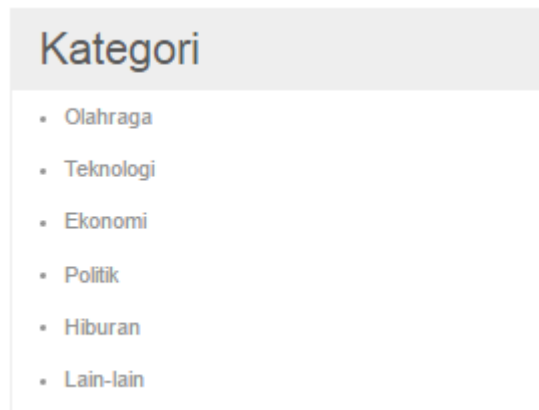 Kategori
Olahraga
Teknologi
Ekonomi
Politik
Hiburan
Lain-lain